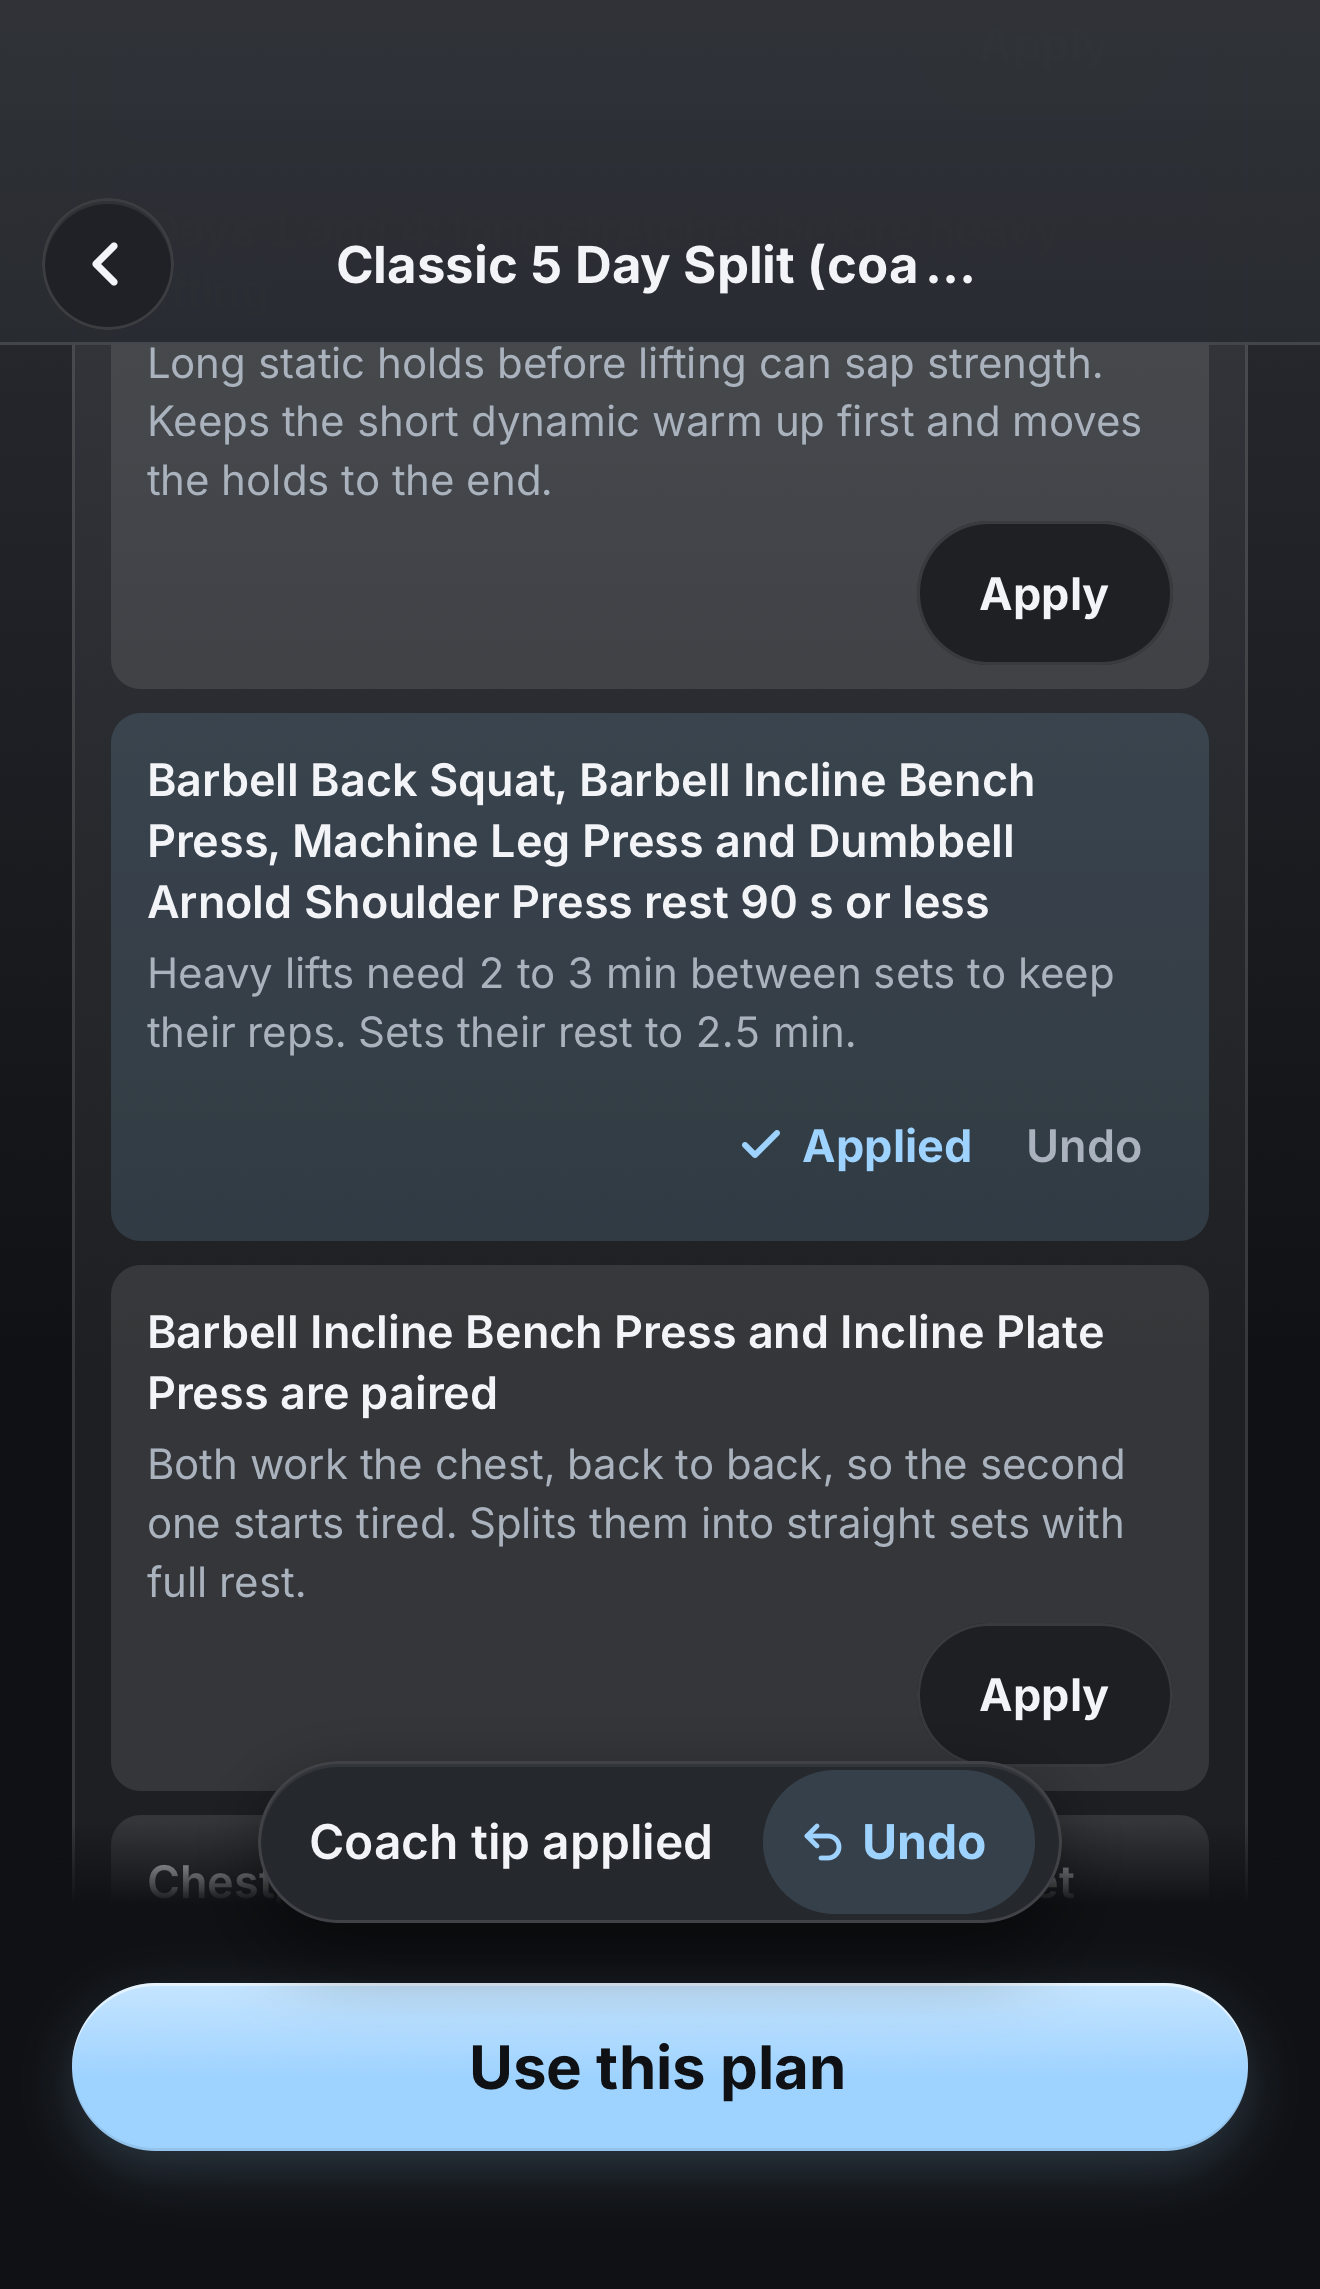 Classic 5 Day Split (coa...
Long static holds before lifting can sap strength.
Keeps the short dynamic warm up first and moves
the holds to the end.
Apply
Barbell Back Squat, Barbell Incline Bench
Press, Machine Leg Press and Dumbbell
Arnold Shoulder Press rest 90 s or less
Heavy lifts need 2 to 3 min between sets to keep
their reps. Sets their rest to 2.5 min.
Applied Undo
Barbell Incline Bench Press and Incline Plate
Press are paired
Both work the chest, back to back, so the second
one starts tired. Splits them into straight sets with
full rest.
Apply
Coach tip applied Undo
Chest
Use this plan